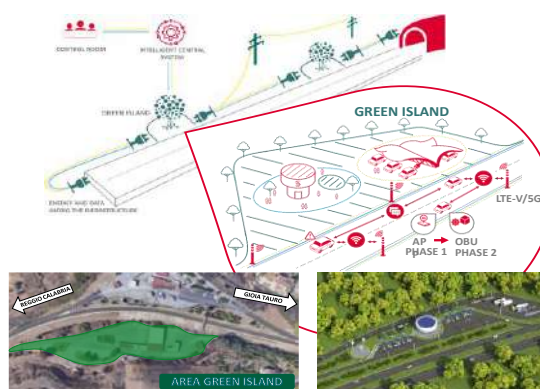 CONTROL ROOM
INTELLIGENT CENTRAL
SYSTEM
GREEN ISLAND
ENERGY AND DATA
ALONG THE INFRASTRUCTURE
GREEN ISLAND
LTE-V/5G
AP
P
PHASE 1
OBU
PHASE 2
REGGIO CALABRIA
GIOIA TAURO
AREA GREEN ISLAND